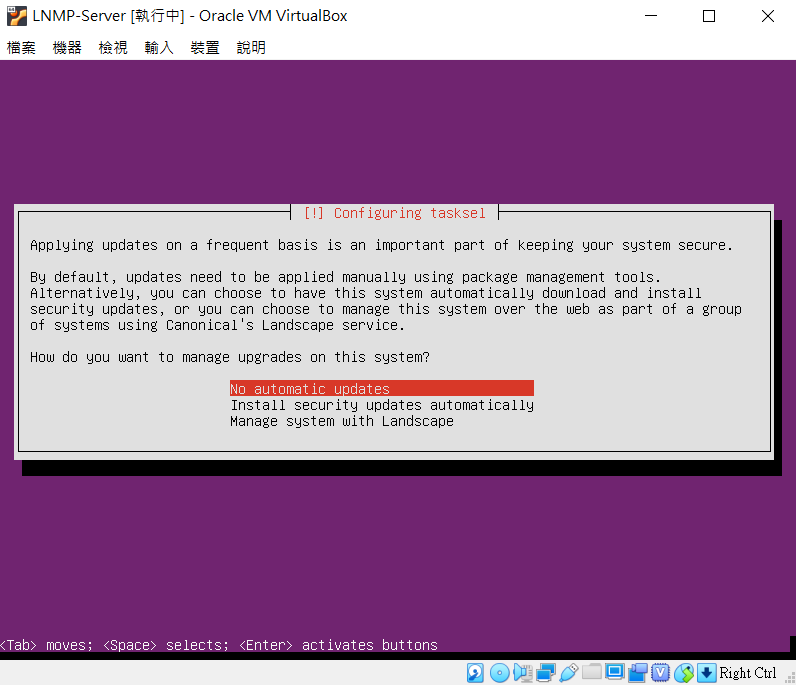 LNMP-Server [執行中] - Oracle VM VirtualBox
檔案 機器 檢視 輸入 裝置 說明
[!] Configuring tasksel
Applying updates on a frequent basis is an important part of keeping your system secure.
By default, updates need to be applied manually using package management tools.
Alternatively, you can choose to have this system automatically download and install
security updates, or you can choose to manage this system over the web as part of a group
of systems using Canonical's Landscape service.
How do you want to manage upgrades on this system?
No automatic updates
Install security updates automatically
Manage system with Landscape
<Tab> moves; <Space> selects; <Enter> activates buttons
Right Ctrl